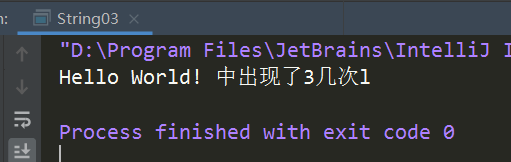 n:
String03 ×
"D:\Program Files\JetBrains\IntelliJ I
Hello World! 中出现了3几次l
Process finished with exit code 0